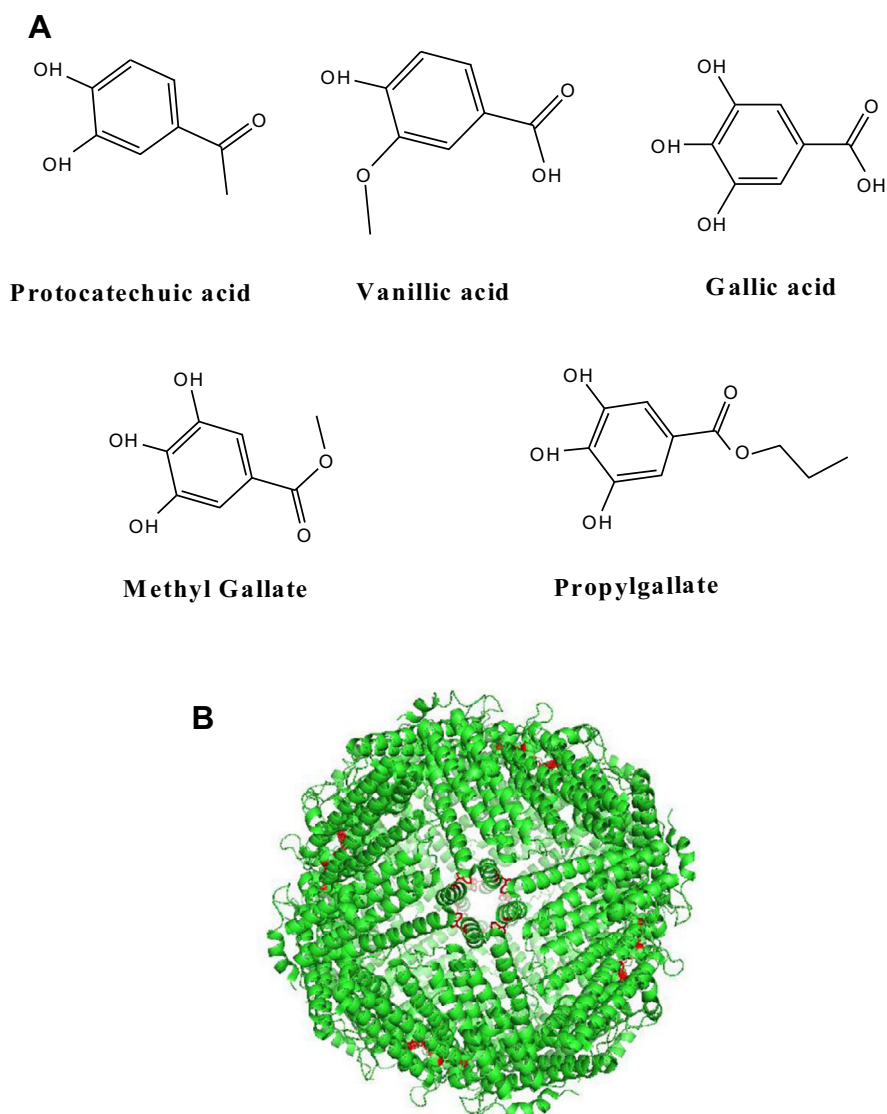 A
OH
OH
O
Protocatechuic acid
OH
O
O
OH
Vanillic acid
OH
OH
OH
O
OH
Gallic acid
OH
OH
OH
O
O
Methyl Gallate
OH
OH
OH
O
O
Propylgallate
B